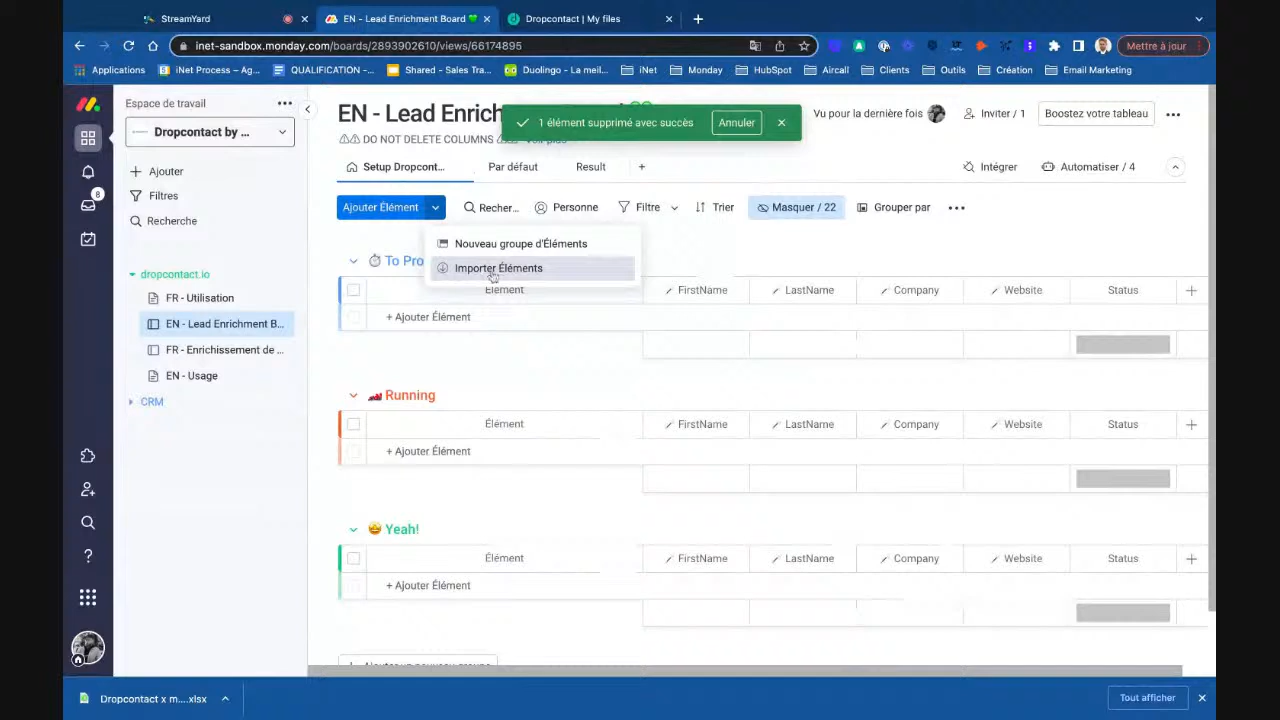 StreamYard
EN - Lead Enrichment Board 💚
Dropcontact | My files
inet-sandbox.monday.com/boards/2893902610/views/66174895
Mettre à jour
Applications
iNet Process – Ag...
QUALIFICATION -...
Shared - Sales Tra...
Duolingo - La meil...
iNet
Monday
HubSpot
Aircall
Clients
Outils
Création
Email Marketing
Espace de travail
Dropcontact by ...
Ajouter
Filtres
Recherche
8
dropcontact.io
FR - Utilisation
EN - Lead Enrichment B...
FR - Enrichissement de ...
EN - Usage
CRM
EN - Lead Enrich
1 élément supprimé avec succès
Annuler
Vu pour la dernière fois
Inviter / 1
Boostez votre tableau
DO NOT DELETE COLUMNS
Setup Dropcont...
Par défaut
Result
Intégrer
Automatiser / 4
Ajouter Élément
Recher...
Personne
Filtre
Trier
Masquer / 22
Grouper par
Nouveau groupe d'Éléments
Importer Éléments
To Pro
Élément FirstName LastName Company Website Status
+ Ajouter Élément
Running
Élément FirstName LastName Company Website Status
+ Ajouter Élément
Yeah!
Élément FirstName LastName Company Website Status
+ Ajouter Élément
Dropcontact x m....xlsx
Tout afficher